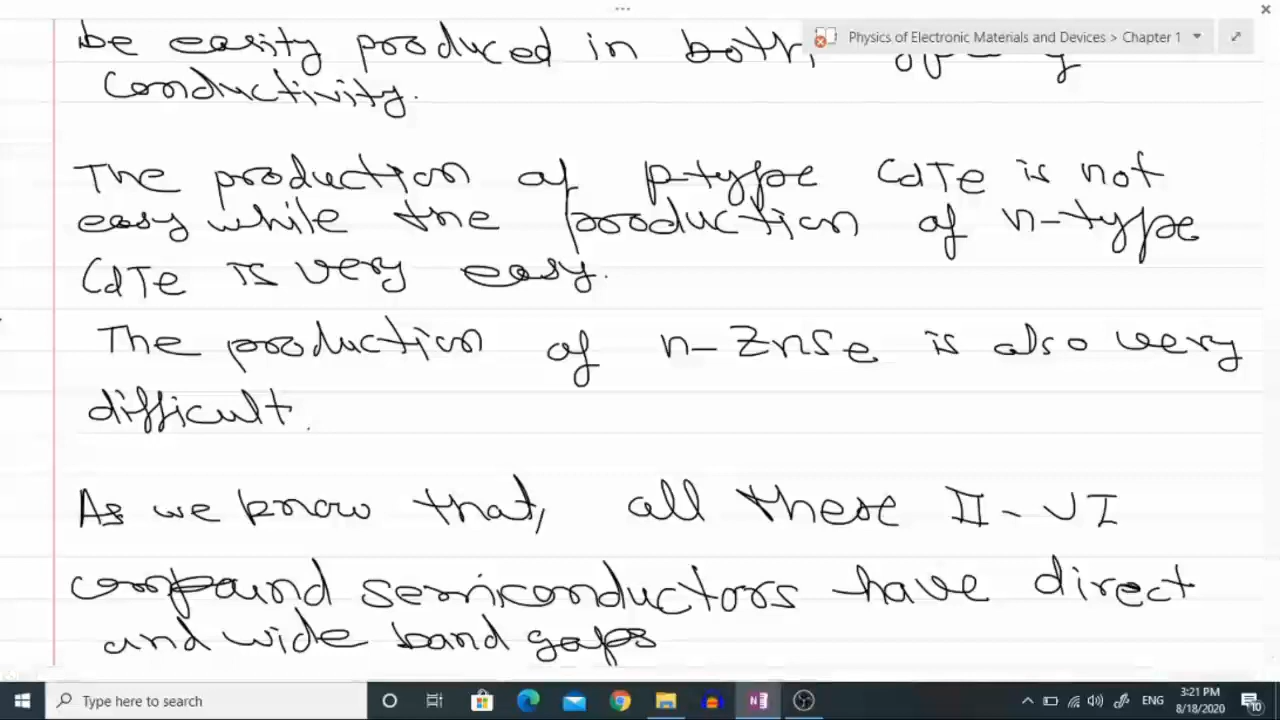 be easity produced in both,
Physics of Electronic Materials and Devices > Chapter 1
Conductivity.
The production of p-type CdTe is not
easy while the production of n-type
CdTe is very easy.
The production of n-ZnSe is also very
difficult.
As we know that, all these II-VI
compound semiconductors have direct
and wide band gaps
Type here to search
ENG
3:21 PM
8/18/2020
10